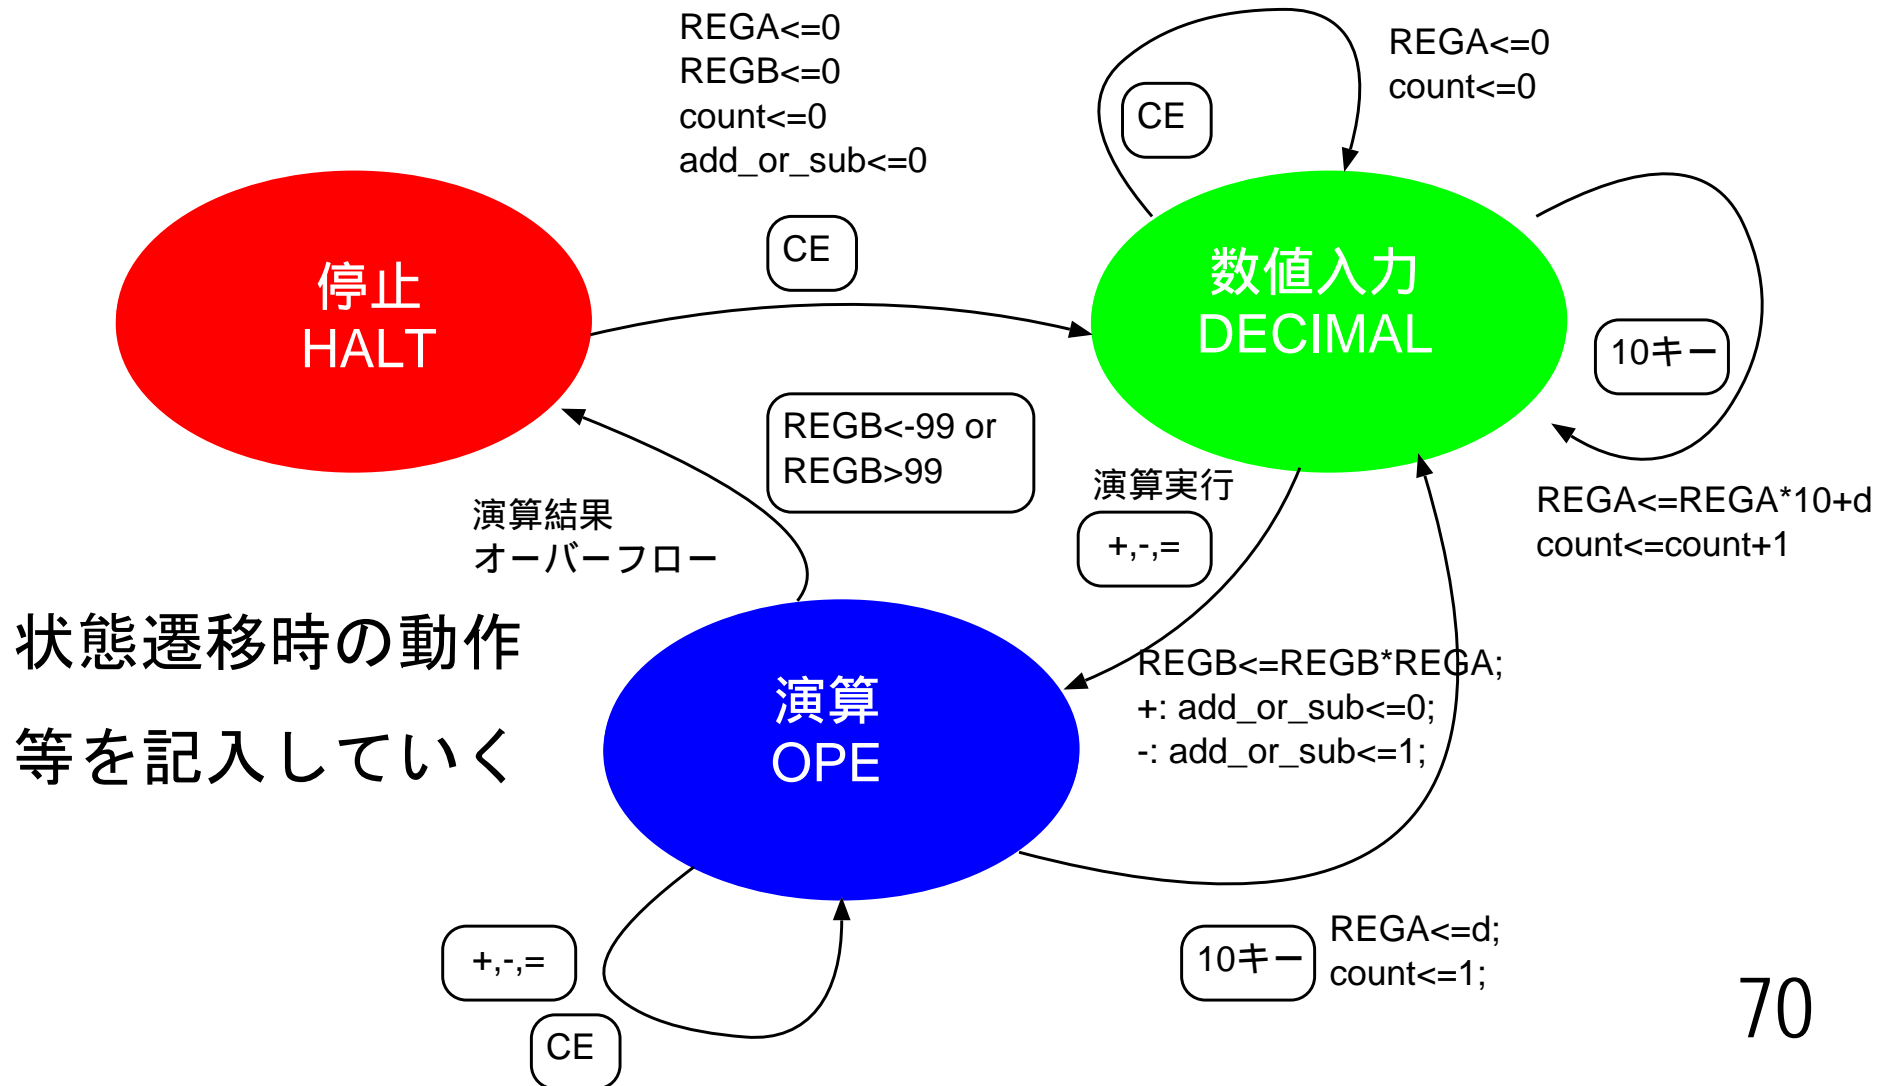 REGA<=0
REGB<=0
count<=0
add_or_sub<=0
CE
REGA<=0
count<=0
CE
停止
HALT
数値入力
DECIMAL
10キー
REGB<-99 or
REGB>99
演算結果
オーバーフロー
演算実行
+,-,=
REGA<=REGA*10+d
count<=count+1
状態遷移時の動作
等を記入していく
演算
OPE
REGB<=REGB*REGA;
+: add_or_sub<=0;
-: add_or_sub<=1;
+,-,=
CE
10キー
REGA<=d;
count<=1;
70